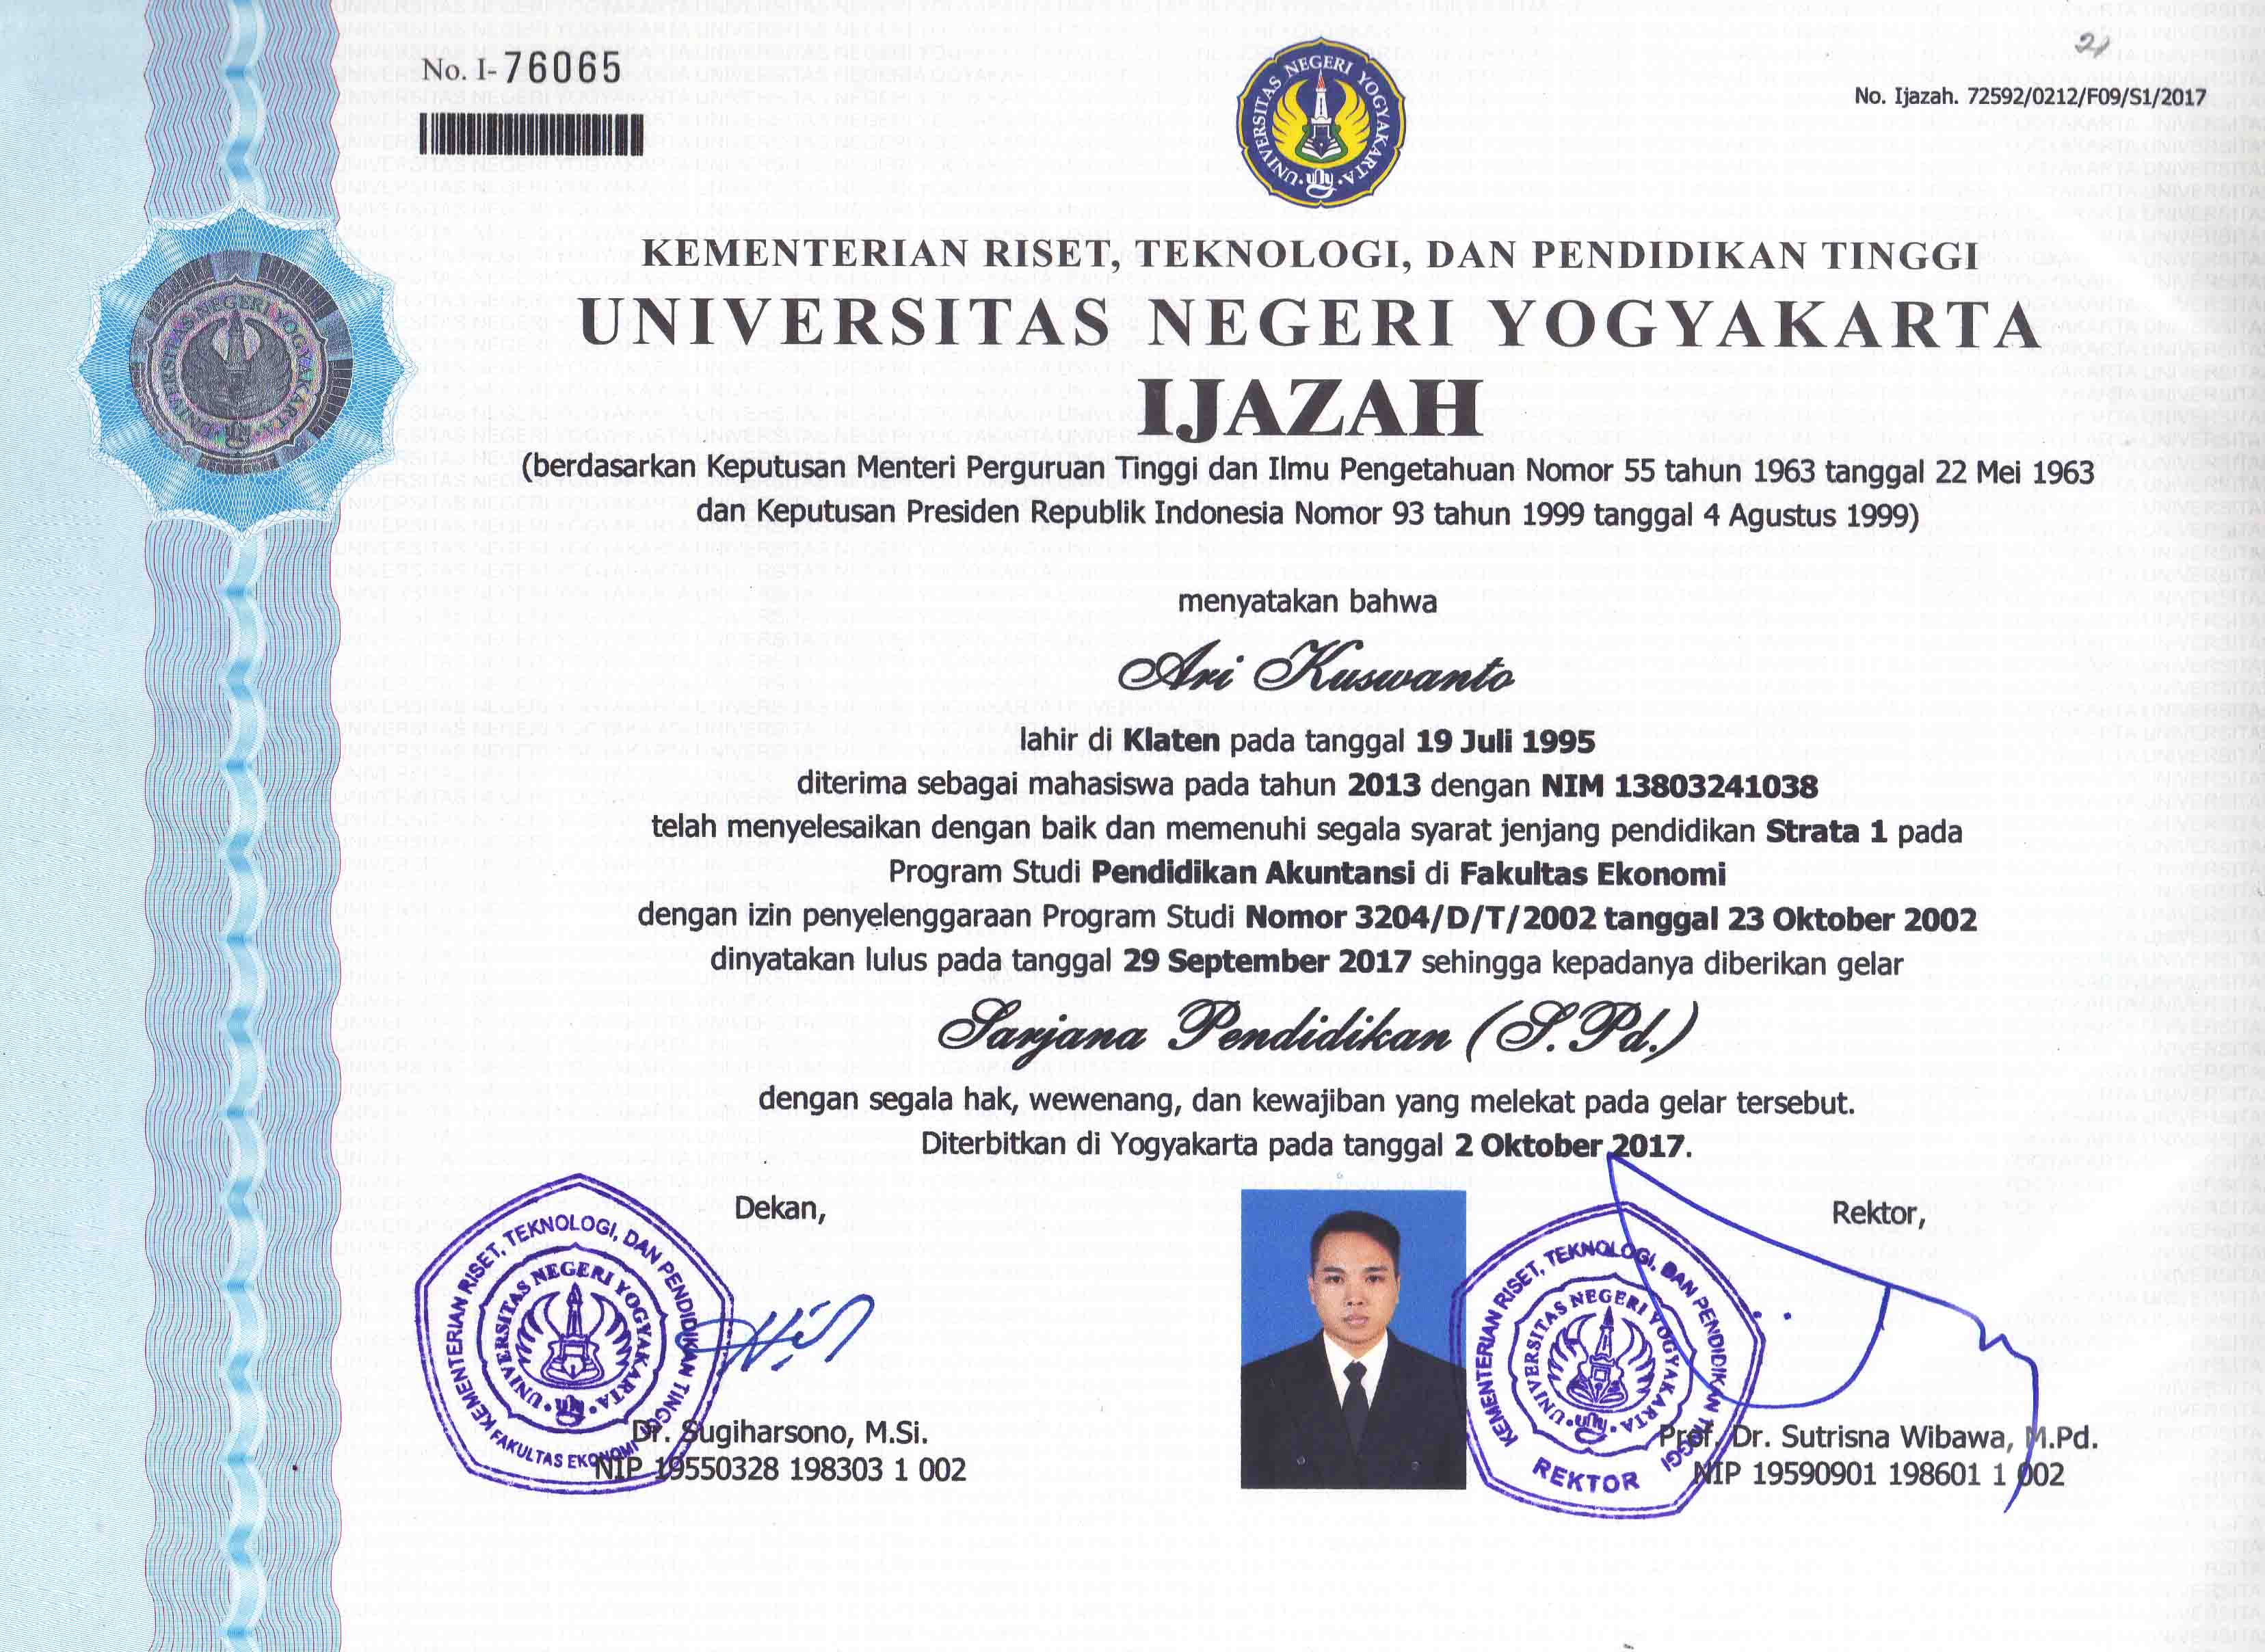 No. I-76065
21
No. Ijazah. 72592/0212/F09/S1/2017
UNIVERSITAS NEGERI YOGYAKARTA
KEMENTERIAN RISET, TEKNOLOGI, DAN PENDIDIKAN TINGGI
UNIVERSITAS NEGERI YOGYAKARTA
IJAZAH
UNIVERSITAS NEGERI YOGYAKARTA
(berdasarkan Keputusan Menteri Perguruan Tinggi dan Ilmu Pengetahuan Nomor 55 tahun 1963 tanggal 22 Mei 1963
dan Keputusan Presiden Republik Indonesia Nomor 93 tahun 1999 tanggal 4 Agustus 1999)
menyatakan bahwa
Ari Kuswanto
lahir di Klaten pada tanggal 19 Juli 1995
diterima sebagai mahasiswa pada tahun 2013 dengan NIM 13803241038
telah menyelesaikan dengan baik dan memenuhi segala syarat jenjang pendidikan Strata 1 pada
Program Studi Pendidikan Akuntansi di Fakultas Ekonomi
dengan izin penyelenggaraan Program Studi Nomor 3204/D/T/2002 tanggal 23 Oktober 2002
dinyatakan lulus pada tanggal 29 September 2017 sehingga kepadanya diberikan gelar
Sarjana Pendidikan (S.Pd.)
dengan segala hak, wewenang, dan kewajiban yang melekat pada gelar tersebut.
Diterbitkan di Yogyakarta pada tanggal 2 Oktober 2017.
Dekan,
KEMENTERIAN RISET, TEKNOLOGI, DAN PENDIDIKAN TINGGI
UNIVERSITAS NEGERI YOGYAKARTA
FAKULTAS EKONOMI
Dr. Sugiharsono, M.Si.
NIP 19550328 198303 1 002
Rektor,
KEMENTERIAN RISET, TEKNOLOGI, DAN PENDIDIKAN TINGGI
UNIVERSITAS NEGERI YOGYAKARTA
REKTOR
Prof. Dr. Sutrisna Wibawa, M.Pd.
NIP 19590901 198601 1 002